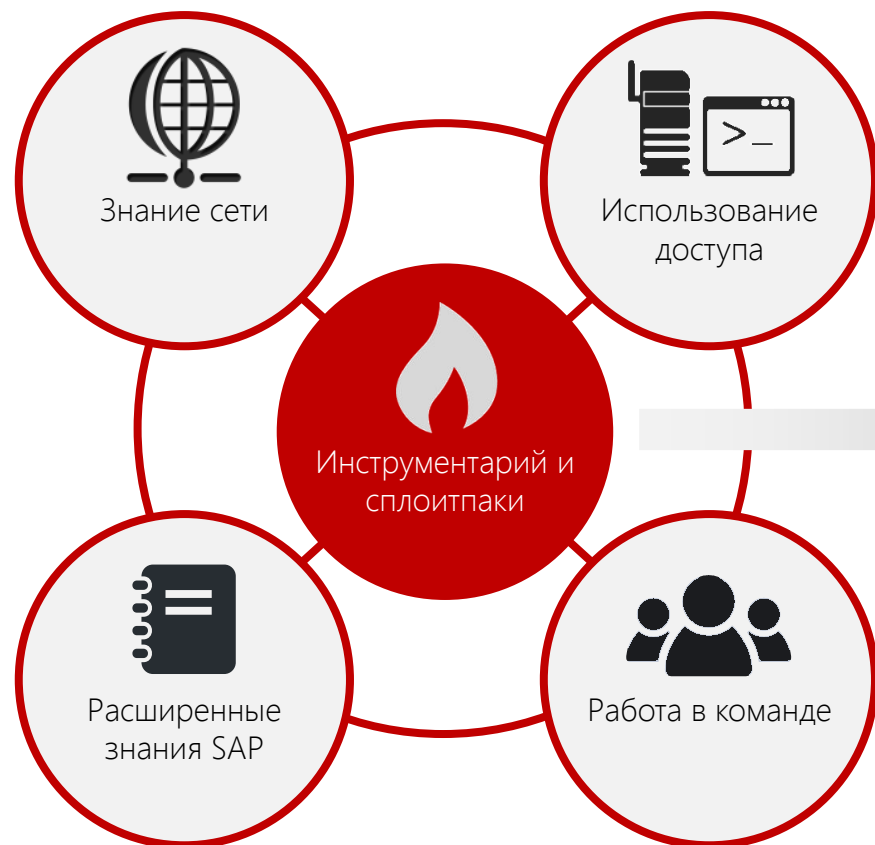 Знание сети
Использование
доступа
>_
Инструментарий и
сплоитпаки
Расширенные
знания SAP
Работа в команде